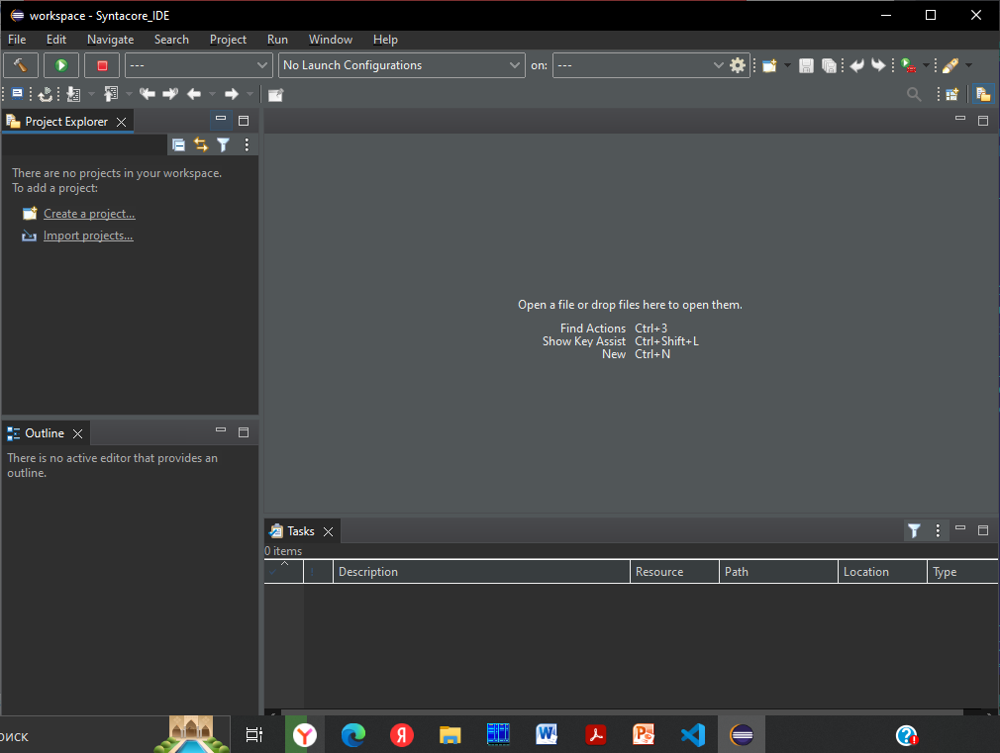 workspace - Syntacore_IDE
File Edit Navigate Search Project Run Window Help
--- No Launch Configurations on: ---
Project Explorer
There are no projects in your workspace.
To add a project:
Create a project...
Import projects...
Open a file or drop files here to open them.
Find Actions Ctrl+3
Show Key Assist Ctrl+Shift+L
New Ctrl+N
Outline
There is no active editor that provides an
outline.
Tasks
0 items
Description Resource Path Location Type